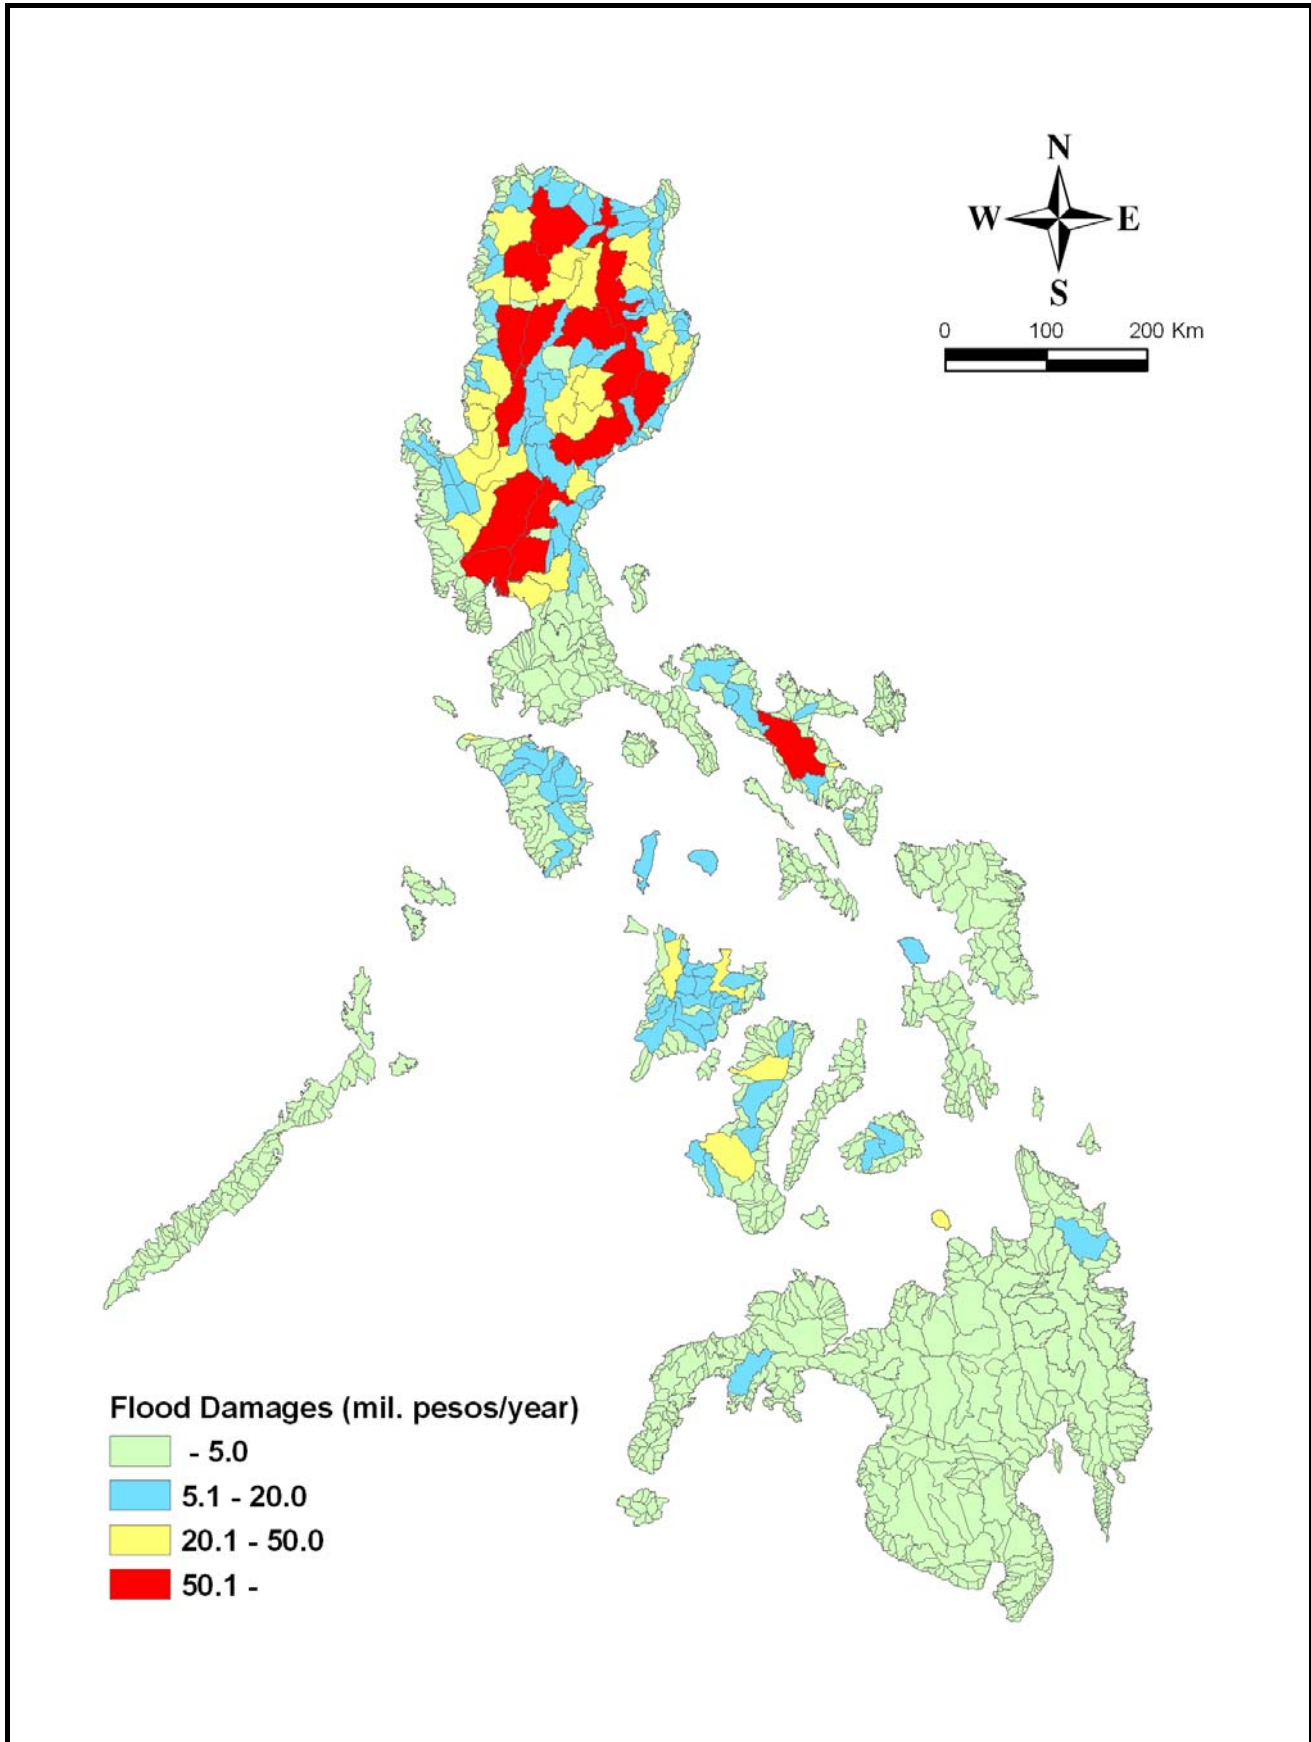 N
W E
S
0 100 200 Km
Flood Damages (mil. pesos/year)
- 5.0
5.1 - 20.0
20.1 - 50.0
50.1 -